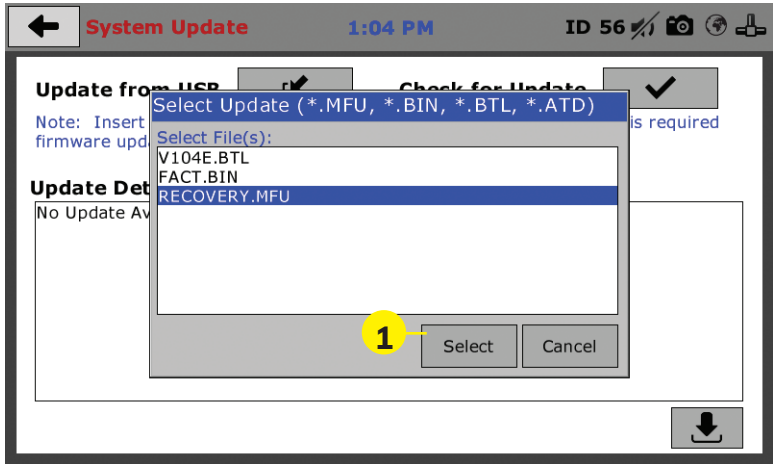 System Update 1:04 PM ID 56
Update from USB Check for Update
Select Update (*.MFU, *.BIN, *.BTL, *.ATD)
Note: Insert is required
firmware upd
Select File(s):
V104E.BTL
FACT.BIN
RECOVERY.MFU
Update Det
No Update Av
1
Select Cancel